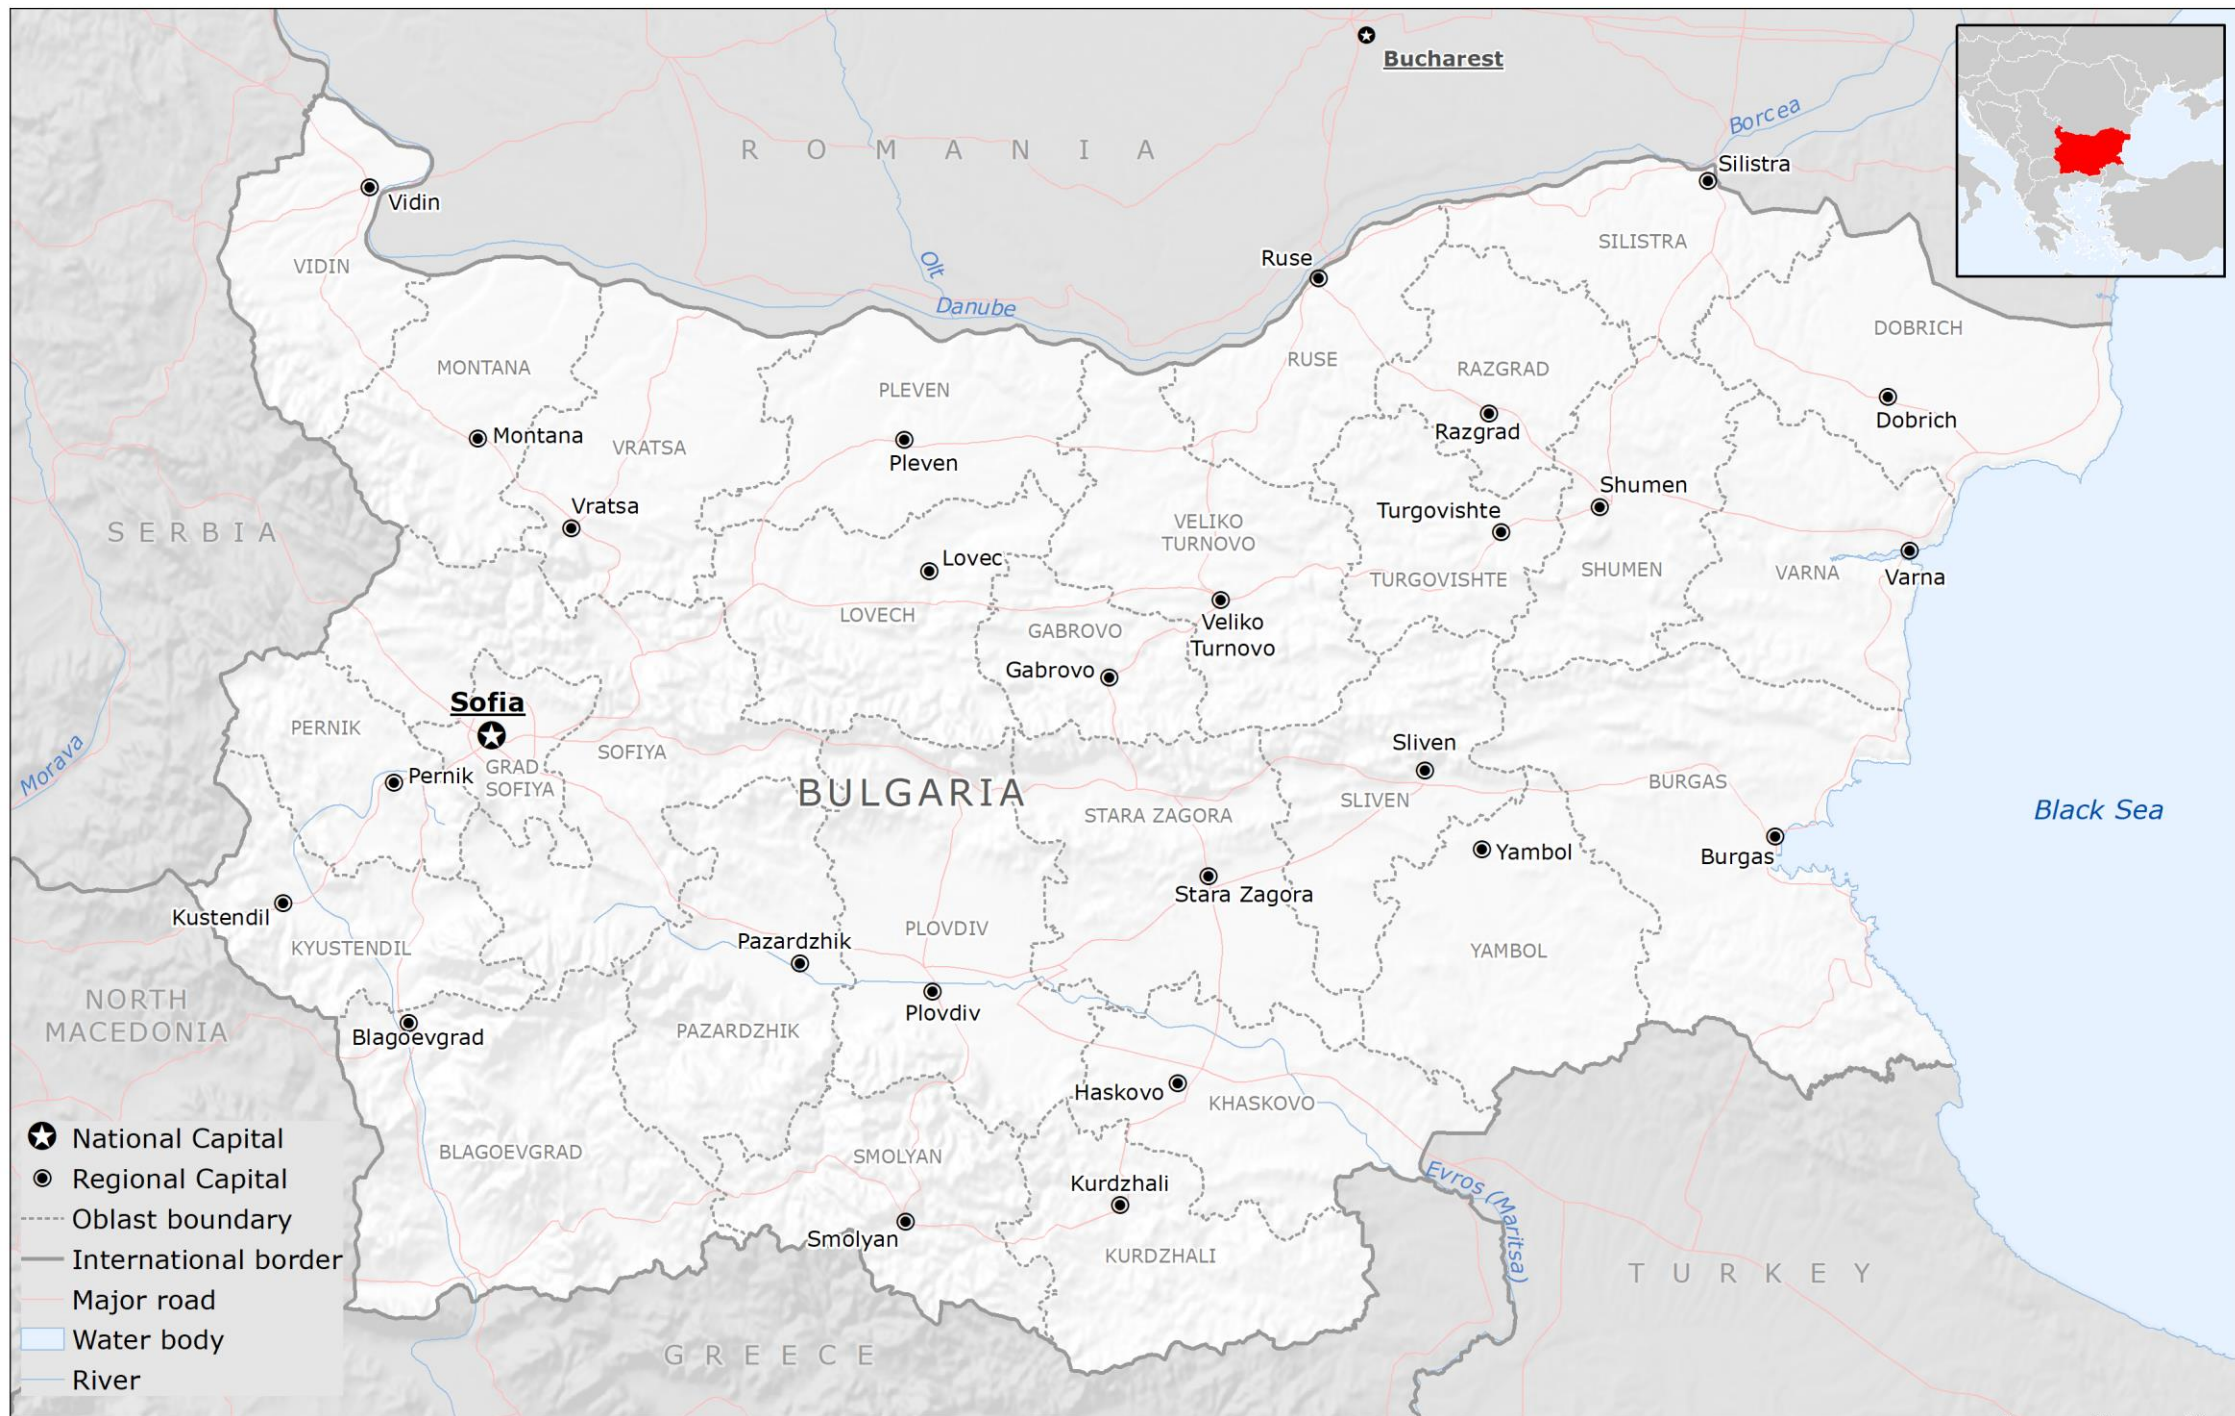 Bucharest
ROMANIA
Borcea
Silistra
Vidin
SILISTRA
Ruse
VIDIN
Olt
Danube
DOBRICH
RUSE
MONTANA
RAZGRAD
PLEVEN
Dobrich
Razgrad
Montana
VRATSA
Pleven
Shumen
Vratsa
Turgovishte
SERBIA
VELIKO
TURNOVO
Lovec
SHUMEN
VARNA
Varna
TURGOVISHTE
LOVECH
GABROVO
Veliko
Turnovo
Gabrovo
Sofia
PERNIK
SOFIYA
Sliven
Morava
Pernik
GRAD
SOFIYA
BULGARIA
BURGAS
SLIVEN
STARA ZAGORA
Black Sea
Yambol
Burgas
Stara Zagora
Kustendil
PLOVDIV
KYUSTENDIL
Pazardzhik
YAMBOL
NORTH
MACEDONIA
Plovdiv
PAZARDZHIK
Blagoevgrad
Haskovo
KHASKOVO
BLAGOEVGRAD
SMOLYAN
Kurdzhali
Evros (Maritsa)
Smolyan
KURDZHALI
TURKEY
GREECE
National Capital
Regional Capital
Oblast boundary
International border
Major road
Water body
River